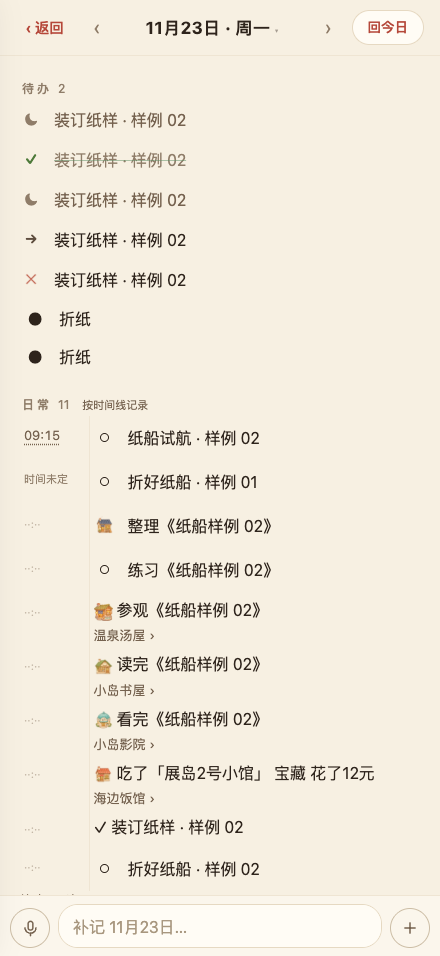 ‹ 返回 ‹ 11月23日 · 周一 › 回今日
待办 2
装订纸样 · 样例 02
装订纸样 · 样例 02
装订纸样 · 样例 02
装订纸样 · 样例 02
装订纸样 · 样例 02
折纸
折纸
日常 11 按时间线记录
09:15 纸船试航 · 样例 02
时间未定 折好纸船 · 样例 01
--:-- 整理《纸船样例 02》
--:-- 练习《纸船样例 02》
--:-- 参观《纸船样例 02》
温泉汤屋 ›
--:-- 读完《纸船样例 02》
小岛书屋 ›
--:-- 看完《纸船样例 02》
小岛影院 ›
--:-- 吃了「展岛2号小馆」 宝藏 花了12元
海边饭馆 ›
--:-- ✓ 装订纸样 · 样例 02
--:-- 折好纸船 · 样例 02
补记 11月23日...